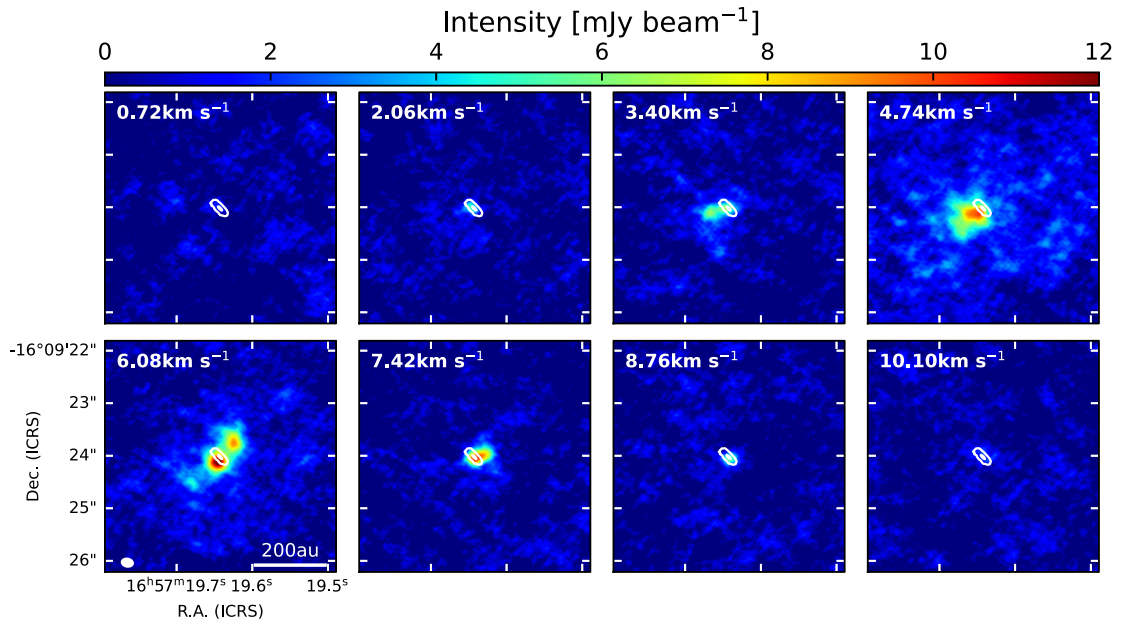 Intensity [mJy beam⁻¹]
0 2 4 6 8 10 12
0.72km s⁻¹ 2.06km s⁻¹ 3.40km s⁻¹ 4.74km s⁻¹
-16°09'22"
6.08km s⁻¹ 7.42km s⁻¹ 8.76km s⁻¹ 10.10km s⁻¹
23"
24"
Dec. (ICRS)
25"
200au
26"
16ʰ57ᵐ19.7ˢ 19.6ˢ 19.5ˢ
R.A. (ICRS)